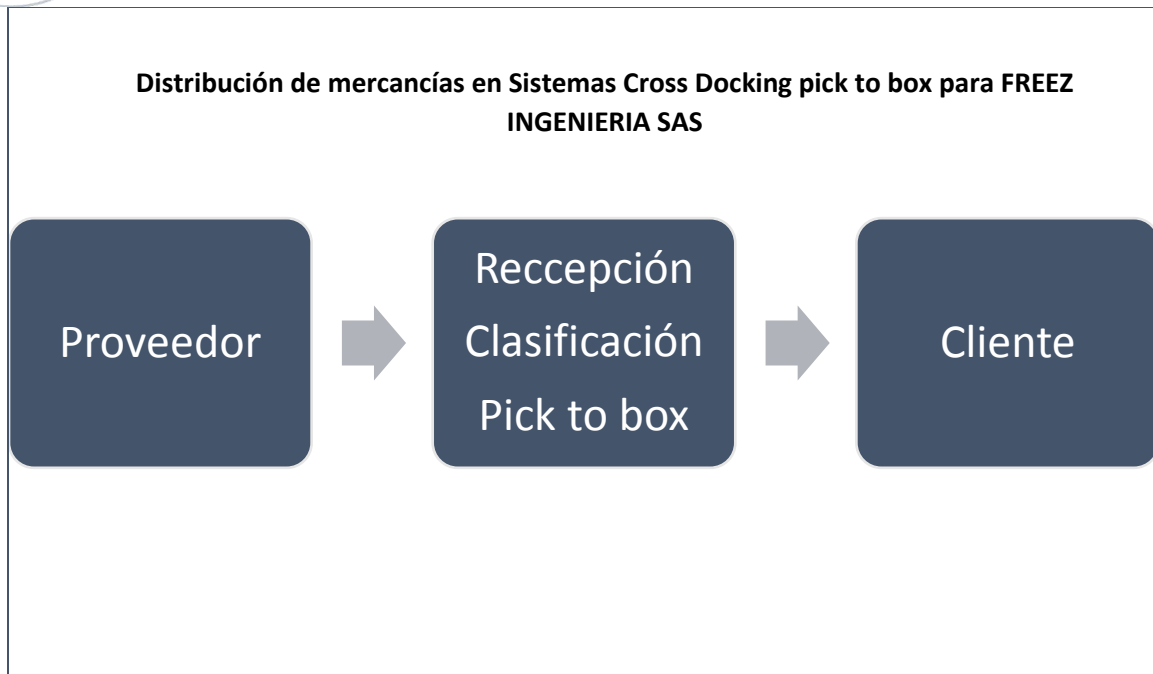 Distribución de mercancías en Sistemas Cross Docking pick to box para FREEZ
INGENIERIA SAS
Proveedor
Reccepción
Clasificación
Pick to box
Cliente